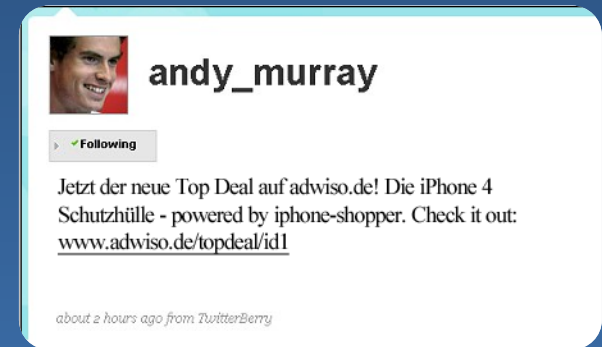 andy_murray
Following
Jetzt der neue Top Deal auf adwiso.de! Die iPhone 4
Schutzhülle - powered by iphone-shopper. Check it out:
www.adwiso.de/topdeal/id1
about 2 hours ago from TwitterBerry